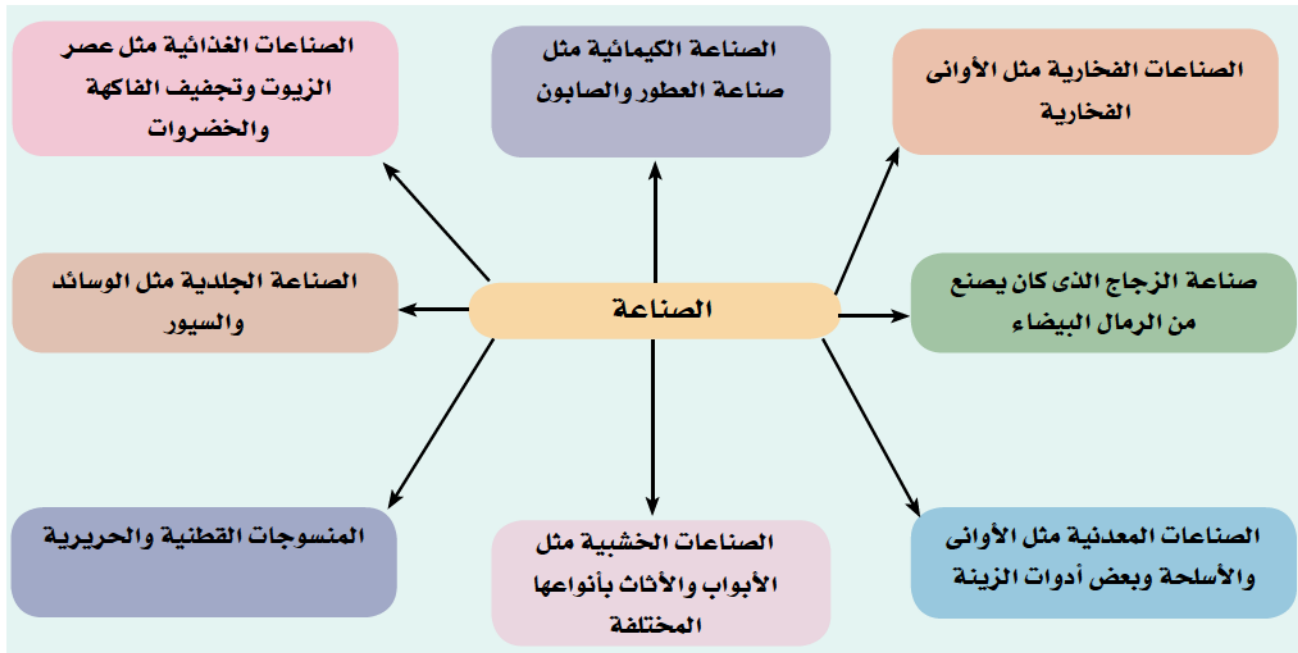 الصناعات الفخارية مثل الأوانى
الفخارية
الصناعة الكيمائية مثل
صناعة العطور والصابون
الصناعات الغذائية مثل عصر
الزيوت وتجفيف الفاكهة
والخضروات
صناعة الزجاج الذى كان يصنع
من الرمال البيضاء
الصناعة
الصناعة الجلدية مثل الوسائد
والسيور
الصناعات المعدنية مثل الأوانى
والأسلحة وبعض أدوات الزينة
الصناعات الخشبية مثل
الأبواب والأثاث بأنواعها
المختلفة
المنسوجات القطنية والحريرية